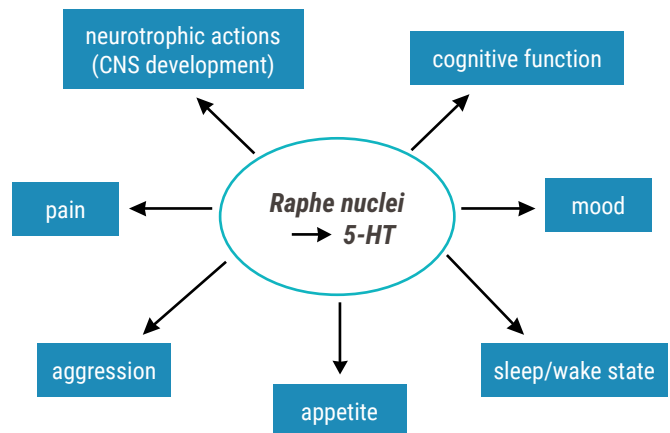 neurotrophic actions
(CNS development)
cognitive function
pain
Raphe nuclei
5-HT
mood
aggression
appetite
sleep/wake state